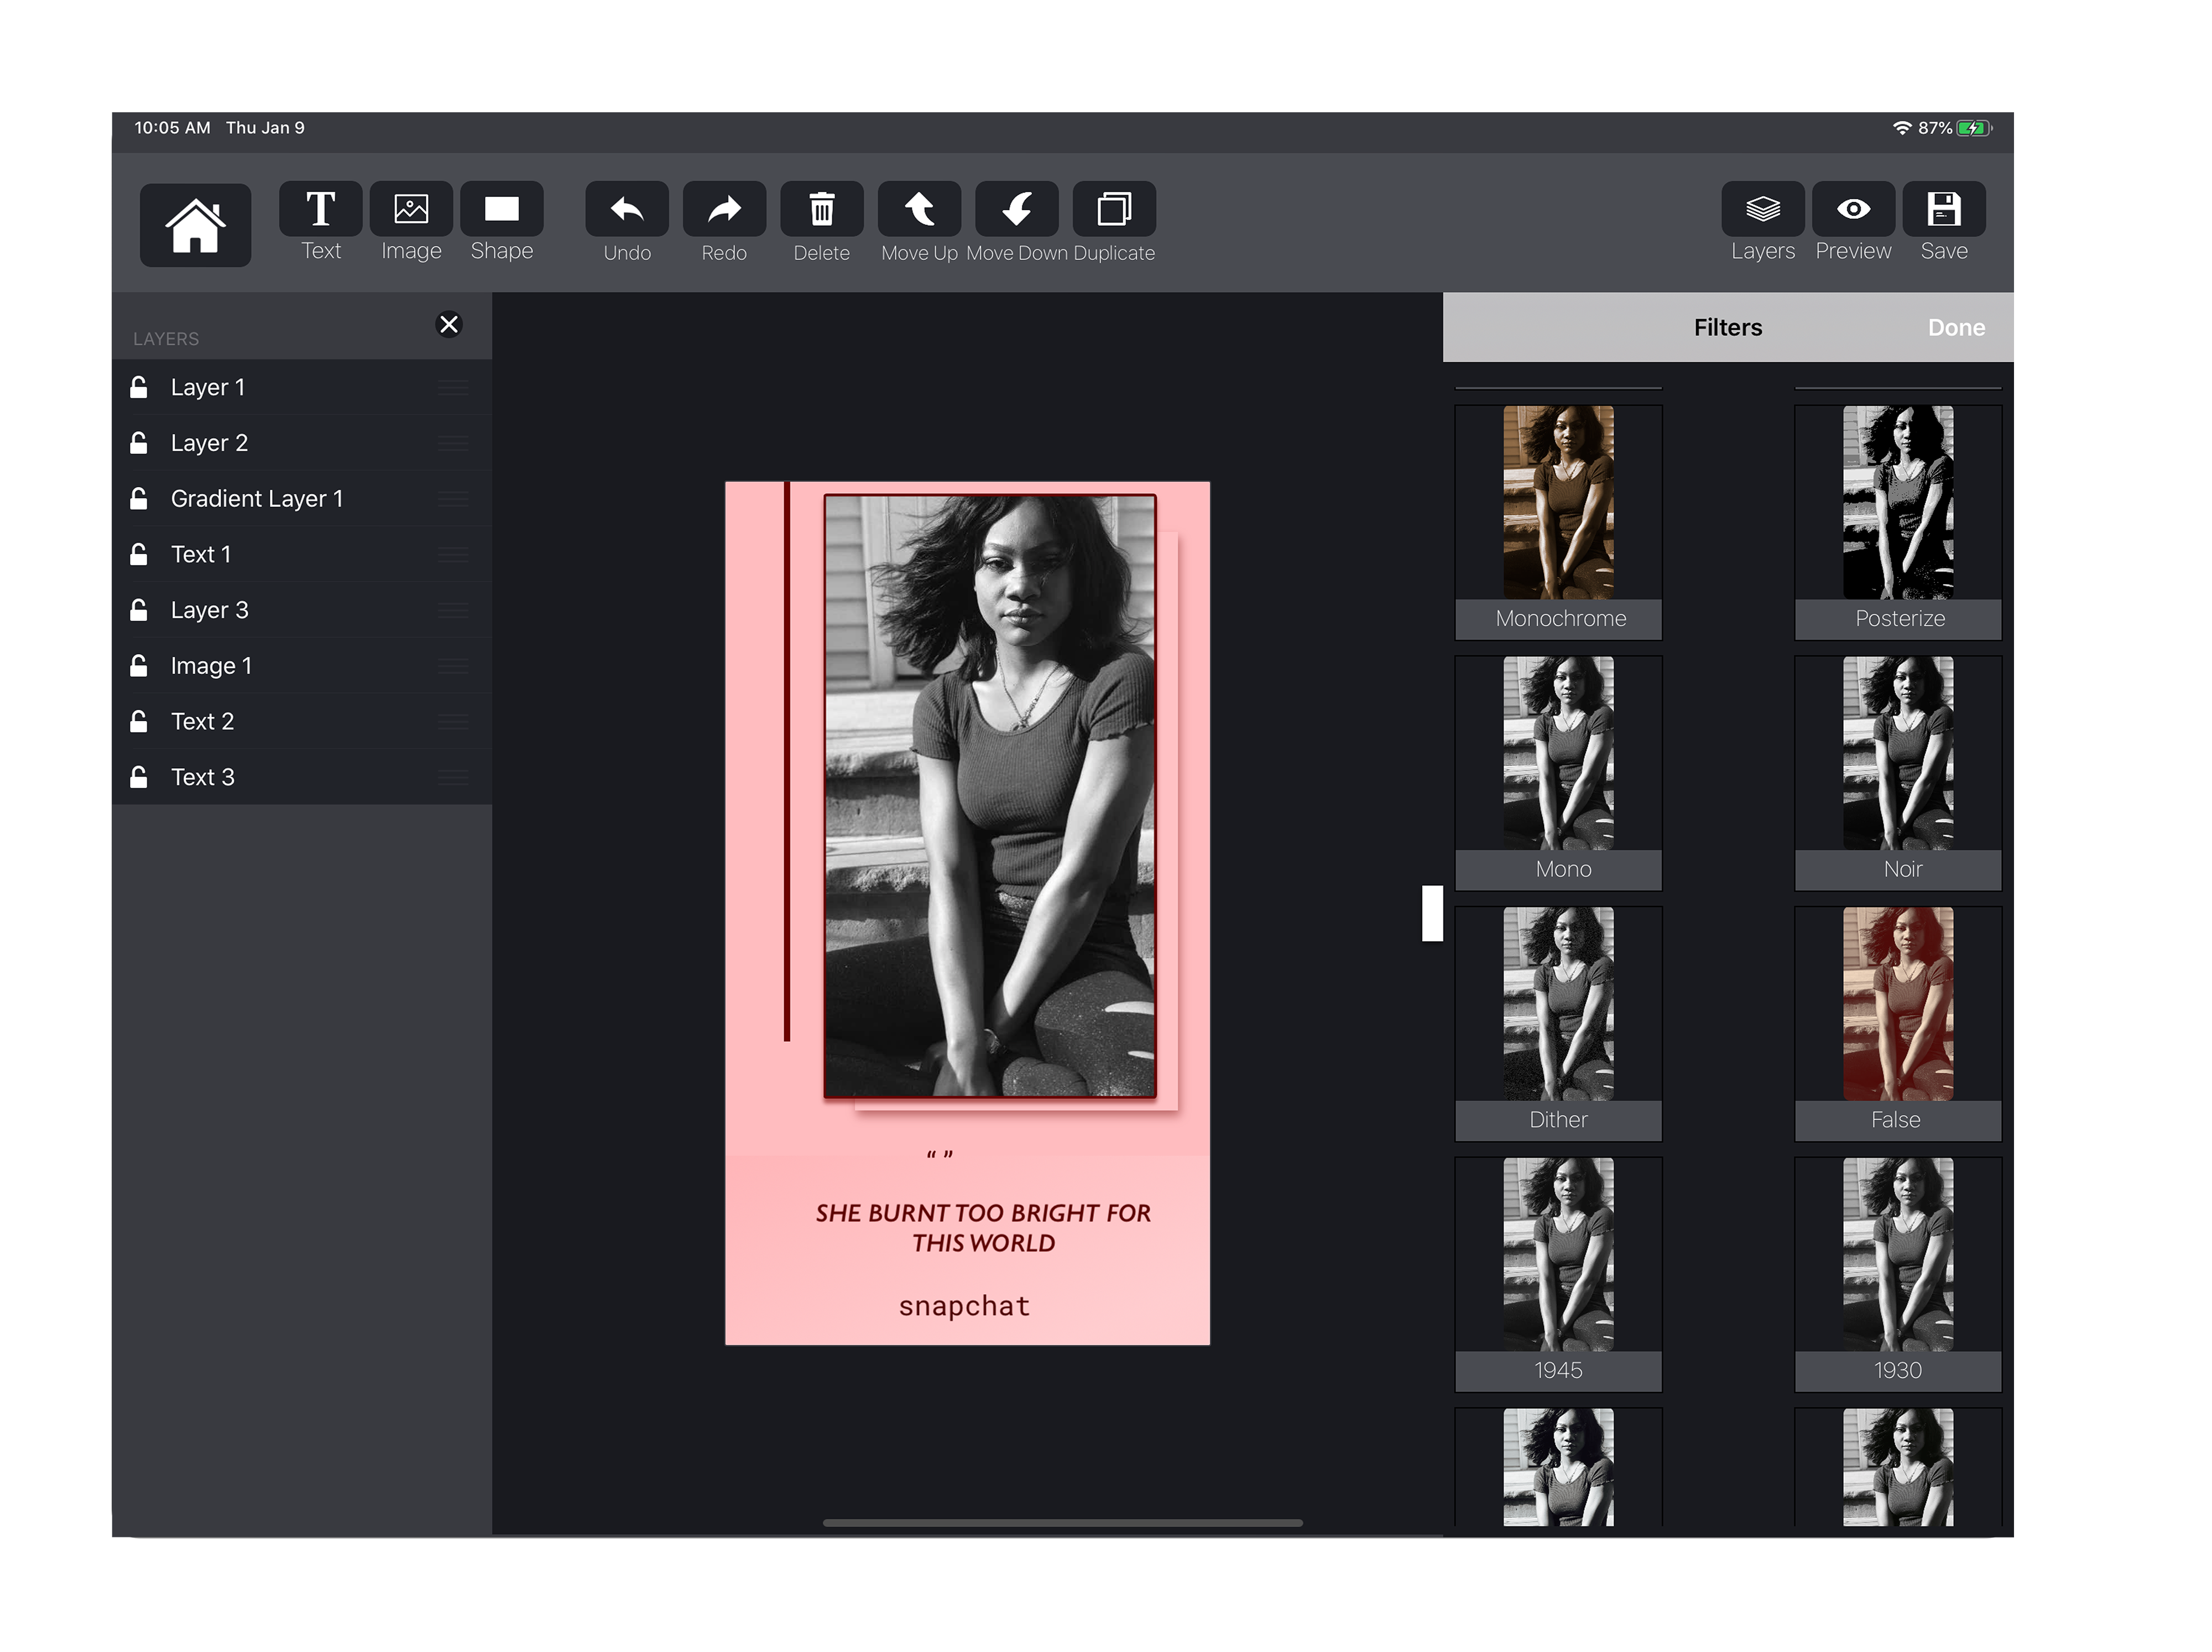 10:05 AM Thu Jan 9
87%
Text
Image
Shape
Undo
Redo
Delete
Move Up
Move Down
Duplicate
Layers
Preview
Save
LAYERS
Layer 1
Layer 2
Gradient Layer 1
Text 1
Layer 3
Image 1
Text 2
Text 3
“ ”
SHE BURNT TOO BRIGHT FOR
THIS WORLD
snapchat
Filters
Done
Monochrome
Posterize
Mono
Noir
Dither
False
1945
1930